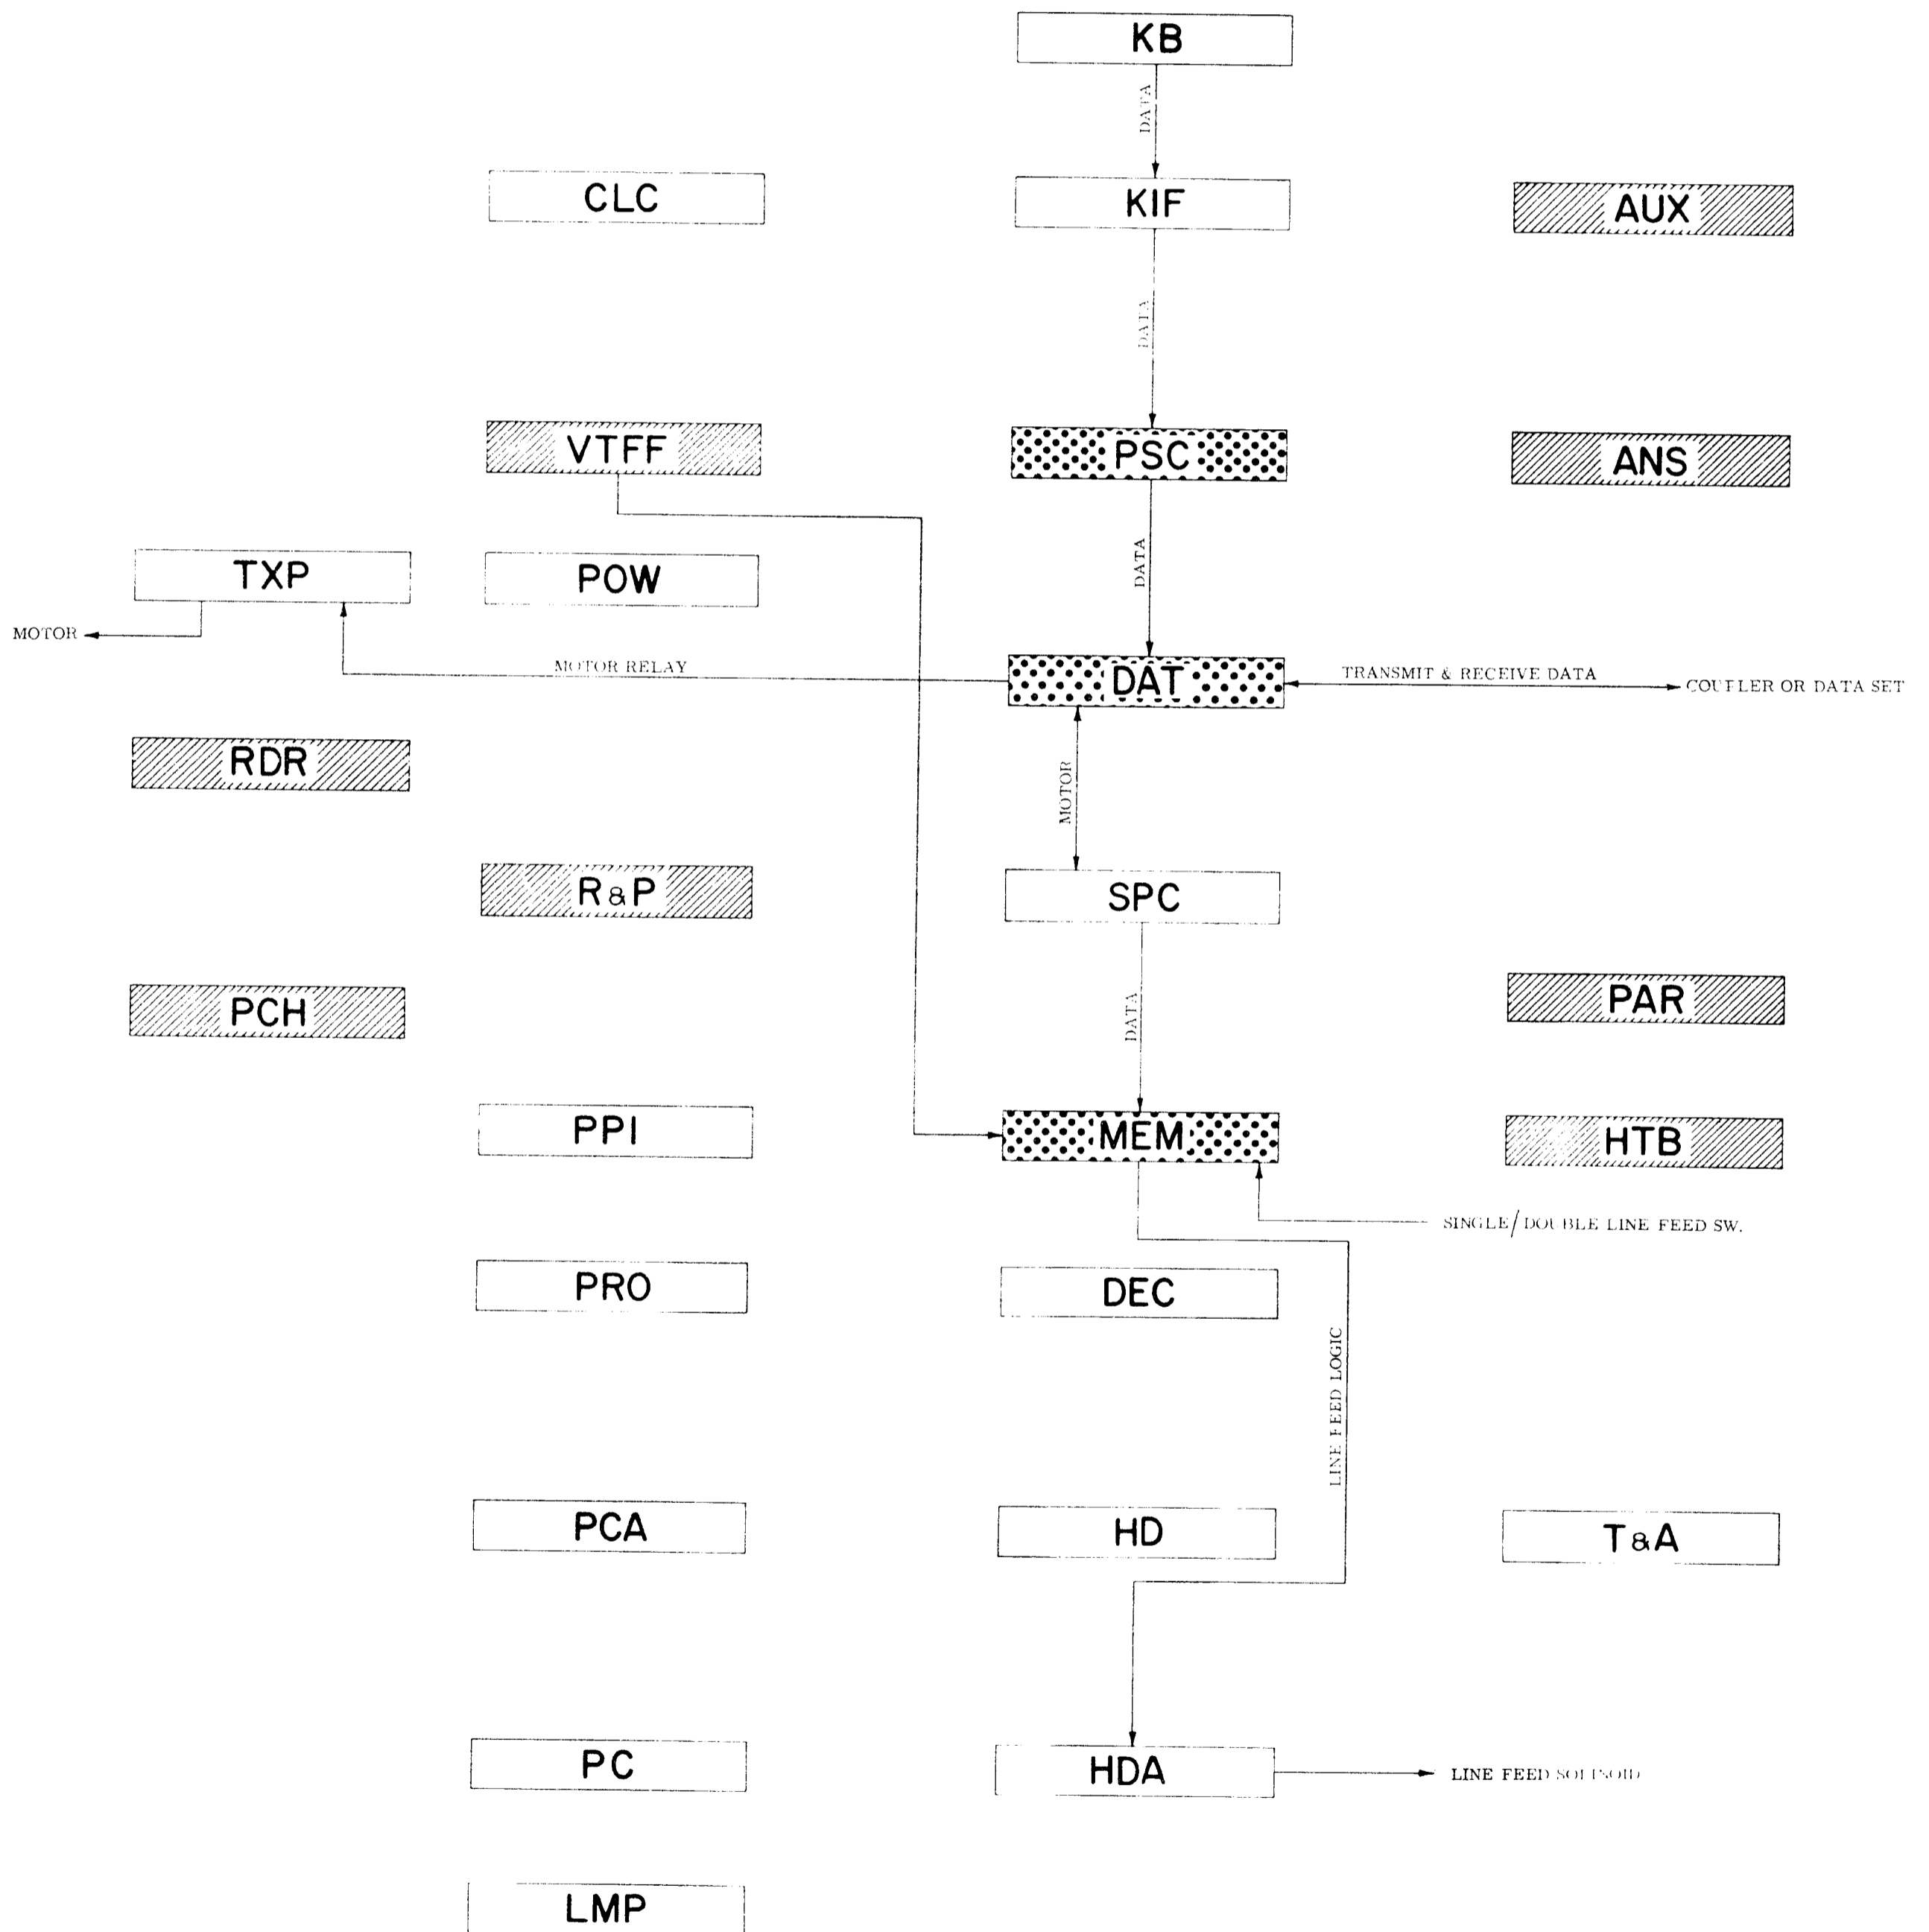 KB
DATA
CLC
KIF
AUX
DATA
VTFF
PSC
ANS
DATA
TXP
POW
MOTOR
MOTOR RELAY
DAT
TRANSMIT & RECEIVE DATA
COUPLER OR DATA SET
RDR
MOTOR
R&P
SPC
PCH
DATA
PAR
PPI
MEM
HTB
SINGLE/DOUBLE LINE FEED SW.
PRO
DEC
LINE FEED LOGIC
PCA
HD
T&A
PC
HDA
LINE FEED SOLENOID
LMP